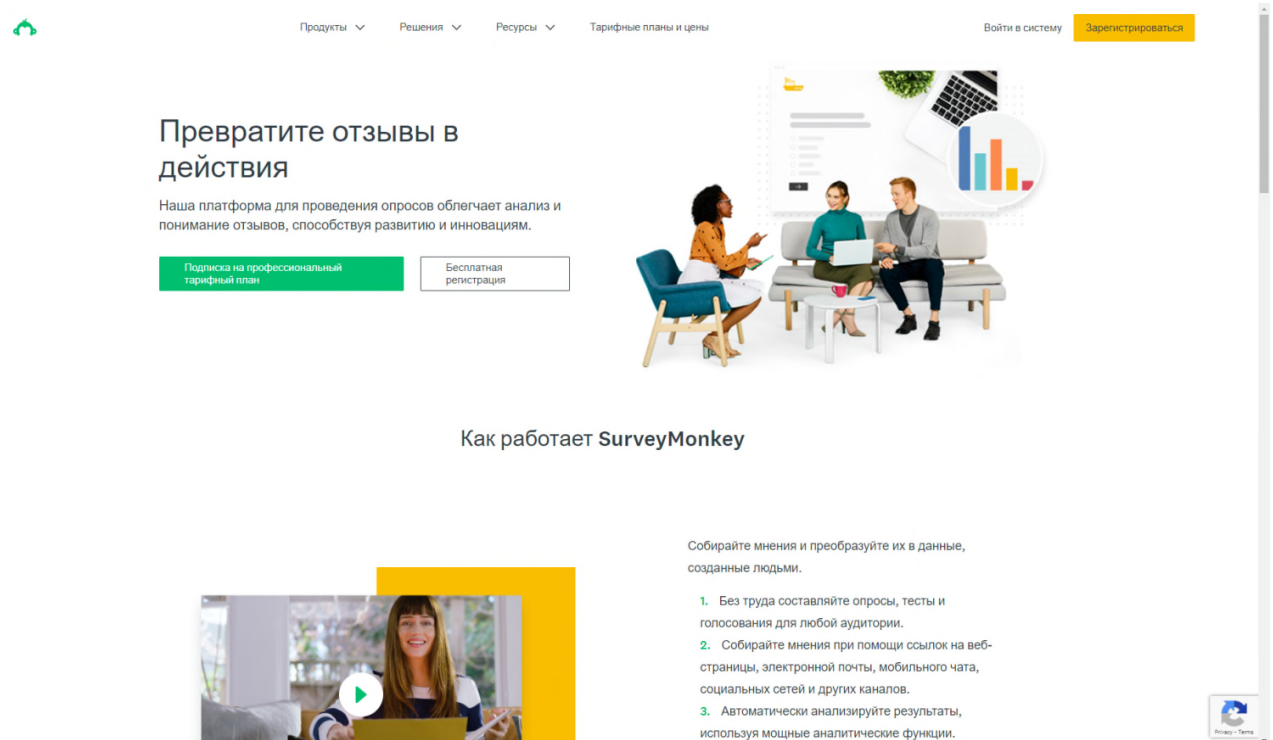 Продукты
Решения
Ресурсы
Тарифные планы и цены
Войти в систему
Зарегистрироваться
Превратите отзывы в
действия
Наша платформа для проведения опросов облегчает анализ и
понимание отзывов, способствуя развитию и инновациям.
Подписка на профессиональный
тарифный план
Бесплатная
регистрация
Как работает SurveyMonkey
Собирайте мнения и преобразуйте их в данные,
созданные людьми.
1. Без труда составляйте опросы, тесты и
голосования для любой аудитории.
2. Собирайте мнения при помощи ссылок на веб-
страницы, электронной почты, мобильного чата,
социальных сетей и других каналов.
3. Автоматически анализируйте результаты,
используя мощные аналитические функции.
Privacy - Terms